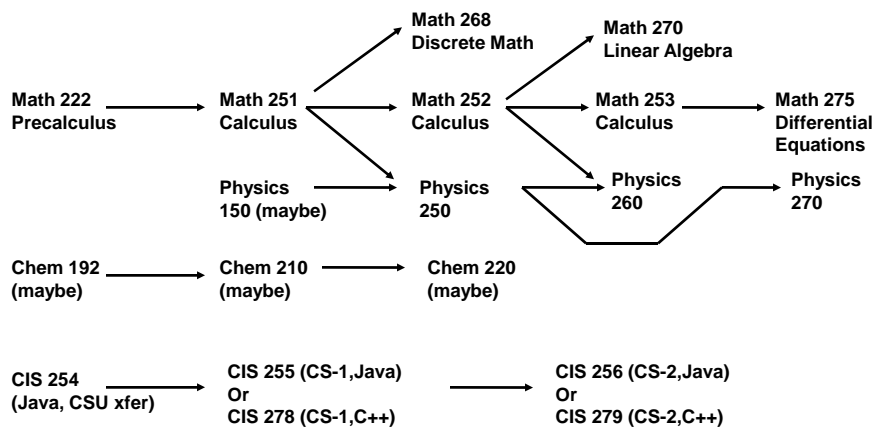 Math 268
Discrete Math
Math 270
Linear Algebra
Math 222
Precalculus
Math 251
Calculus
Math 252
Calculus
Math 253
Calculus
Math 275
Differential
Equations
Physics
150 (maybe)
Physics
250
Physics
260
Physics
270
Chem 192
(maybe)
Chem 210
(maybe)
Chem 220
(maybe)
CIS 254
(Java, CSU xfer)
CIS 255 (CS-1,Java)
Or
CIS 278 (CS-1,C++)
CIS 256 (CS-2,Java)
Or
CIS 279 (CS-2,C++)